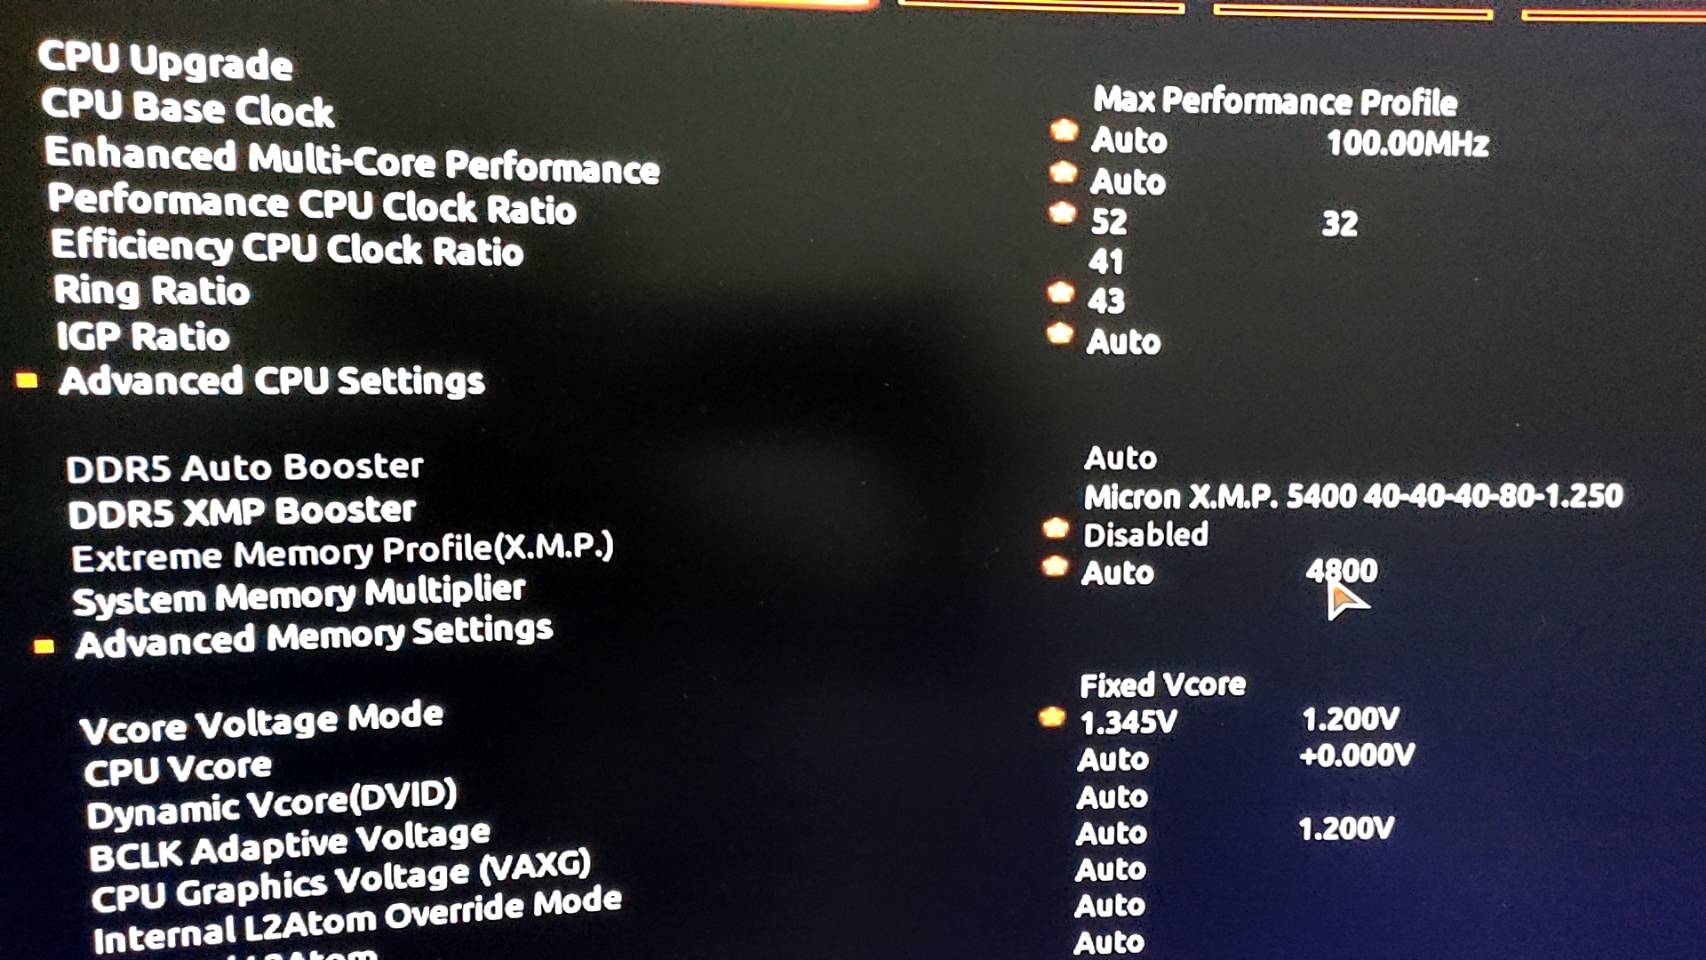 CPU Upgrade
Max Performance Profile
CPU Base Clock
Auto 100.00MHz
Enhanced Multi-Core Performance
Auto
Performance CPU Clock Ratio
52 32
Efficiency CPU Clock Ratio
41
Ring Ratio
43
IGP Ratio
Auto
Advanced CPU Settings
DDR5 Auto Booster
Auto
DDR5 XMP Booster
Micron X.M.P. 5400 40-40-40-80-1.250
Extreme Memory Profile(X.M.P.)
Disabled
System Memory Multiplier
Auto 4800
Advanced Memory Settings
Vcore Voltage Mode
Fixed Vcore
CPU Vcore
1.345V 1.200V
Dynamic Vcore(DVID)
Auto +0.000V
BCLK Adaptive Voltage
Auto
CPU Graphics Voltage (VAXG)
Auto 1.200V
Internal L2Atom Override Mode
Auto
L2Atom
Auto
Auto